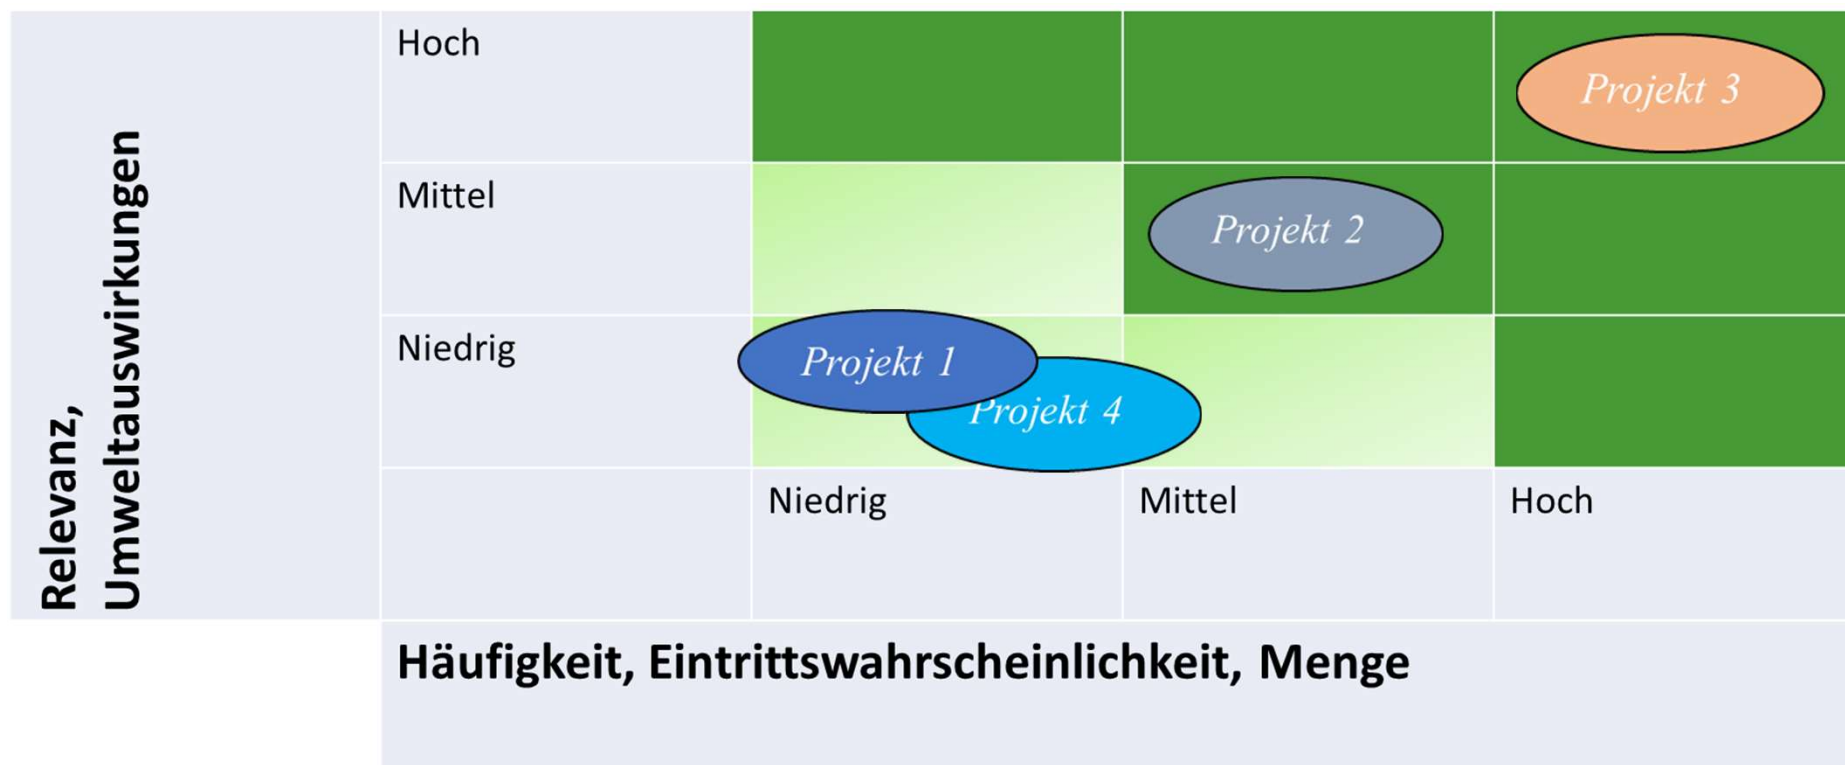 Relevanz,
Umweltauswirkungen
Hoch
Projekt 3
Mittel
Projekt 2
Niedrig
Projekt 1
Projekt 4
Niedrig
Mittel
Hoch
Häufigkeit, Eintrittswahrscheinlichkeit, Menge